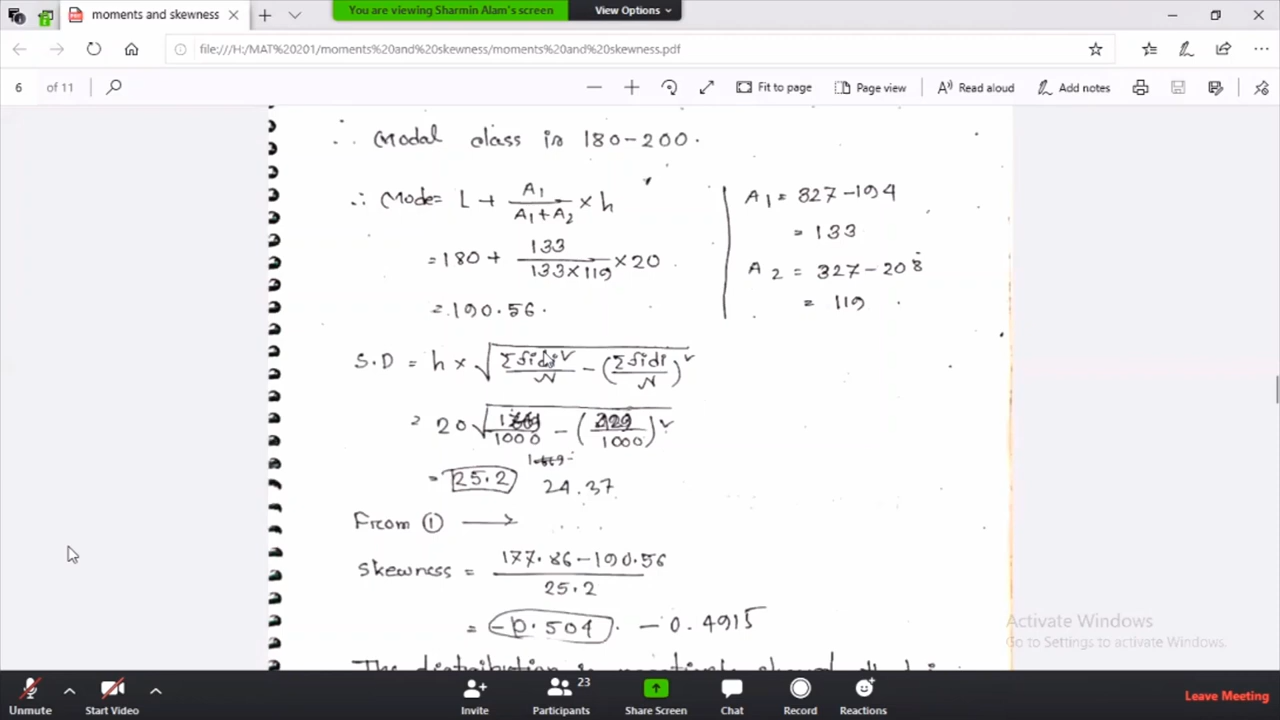 moments and skewness
You are viewing Sharmin Alam's screen
View Options
file:///H:/MAT%20201/moments%20and%20skewness/moments%20and%20skewness.pdf
6 of 11
Fit to page
Page view
Read aloud
Add notes
∴ Modal class is 180-200.
∴ Mode = L + A1/(A1+A2) × h
= 180 + 133/(133×119) × 20
= 190.56.
A1 = 327-194
= 133
A2 = 327-208
= 119
S.D = h × √(Σfidi²/N - (Σfidi/N)²)
= 20
= 25.2 24.37
From ① →
Skewness = (177.86-190.56)/25.2
= -0.504. -0.4915
The distribution is
Activate Windows
Go to Settings to activate Windows.
Unmute
Start Video
Invite
23
Participants
Share Screen
Chat
Record
Reactions
Leave Meeting